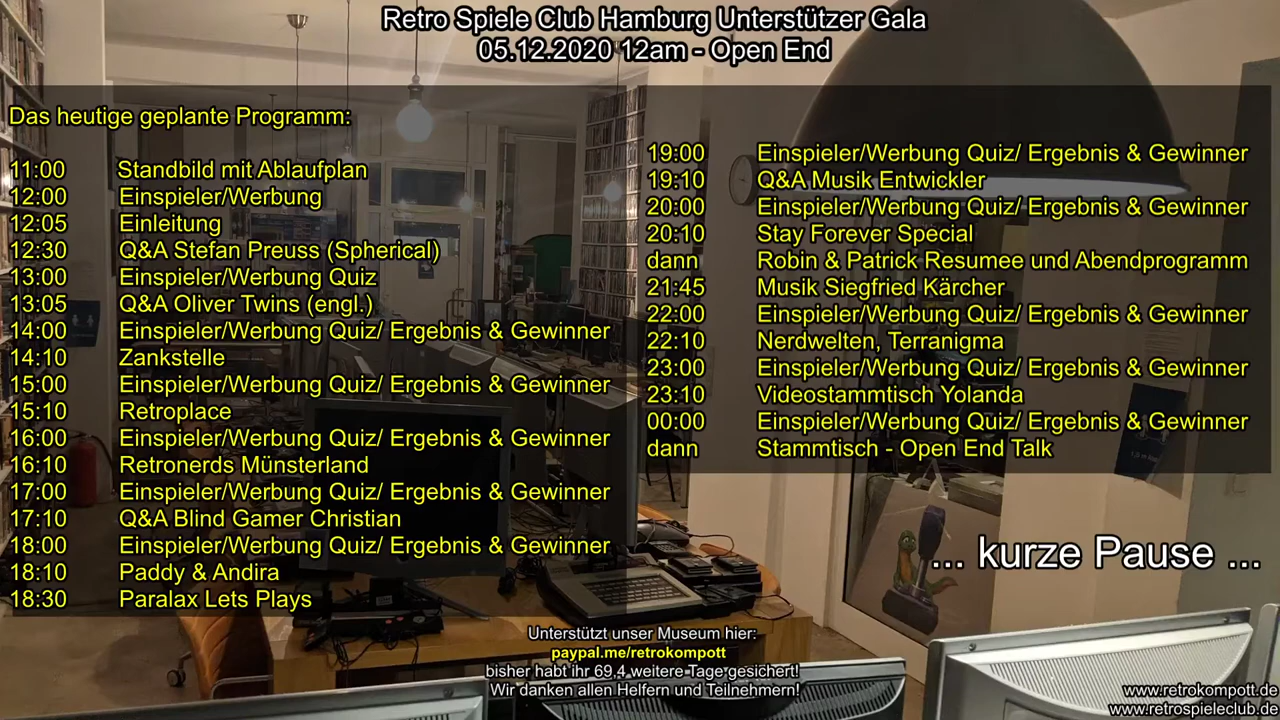 Retro Spiele Club Hamburg Unterstützer Gala
05.12.2020 12am - Open End
Das heutige geplante Programm:
11:00 Standbild mit Ablaufplan
12:00 Einspieler/Werbung
12:05 Einleitung
12:30 Q&A Stefan Preuss (Spherical)
13:00 Einspieler/Werbung Quiz
13:05 Q&A Oliver Twins (engl.)
14:00 Einspieler/Werbung Quiz/ Ergebnis & Gewinner
14:10 Zankstelle
15:00 Einspieler/Werbung Quiz/ Ergebnis & Gewinner
15:10 Retroplace
16:00 Einspieler/Werbung Quiz/ Ergebnis & Gewinner
16:10 Retronerds Münsterland
17:00 Einspieler/Werbung Quiz/ Ergebnis & Gewinner
17:10 Q&A Blind Gamer Christian
18:00 Einspieler/Werbung Quiz/ Ergebnis & Gewinner
18:10 Paddy & Andira
18:30 Paralax Lets Plays
19:00 Einspieler/Werbung Quiz/ Ergebnis & Gewinner
19:10 Q&A Musik Entwickler
20:00 Einspieler/Werbung Quiz/ Ergebnis & Gewinner
20:10 Stay Forever Special
dann Robin & Patrick Resumee und Abendprogramm
21:45 Musik Siegfried Kärcher
22:00 Einspieler/Werbung Quiz/ Ergebnis & Gewinner
22:10 Nerdwelten, Terranigma
23:00 Einspieler/Werbung Quiz/ Ergebnis & Gewinner
23:10 Videostammtisch Yolanda
00:00 Einspieler/Werbung Quiz/ Ergebnis & Gewinner
dann Stammtisch - Open End Talk
... kurze Pause ...
Unterstützt unser Museum hier:
paypal.me/retrokompott
bisher habt ihr 69,4 weitere Tage gesichert!
Wir danken allen Helfern und Teilnehmern!
www.retrokompott.de
www.retrospieleclub.de